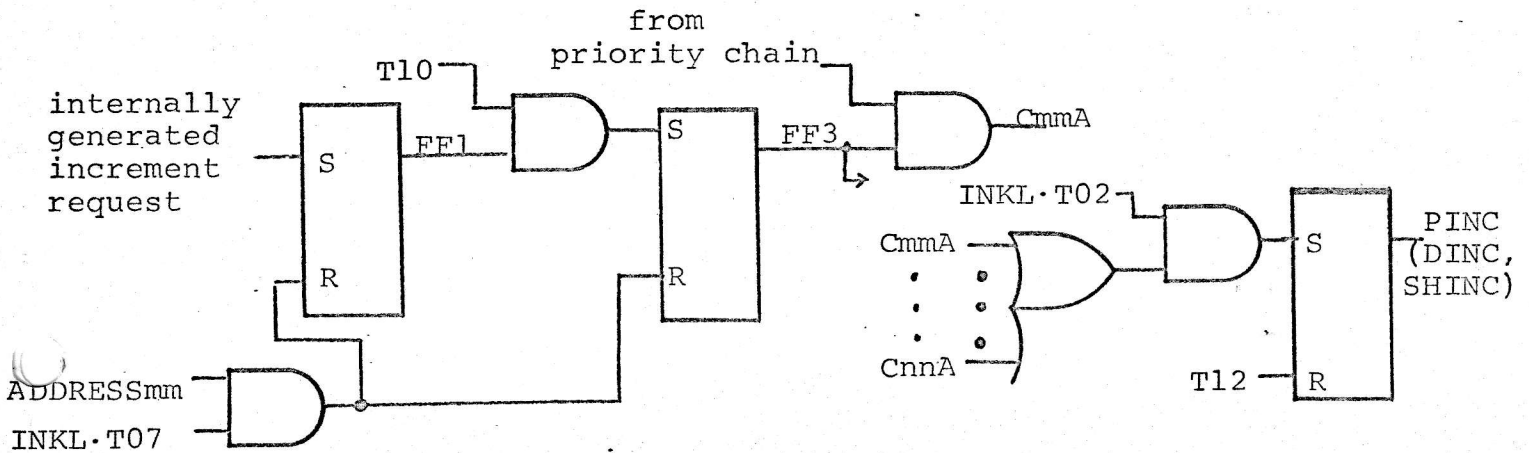 from
priority chain
T10
internally
generated
increment
request
S
FF1
R
S
FF3
R
CmmA
INKL·T02
CmmA
CnnA
S
PINC
(DINC,
SHINC)
T12
R
ADDRESSmm
INKL·T07